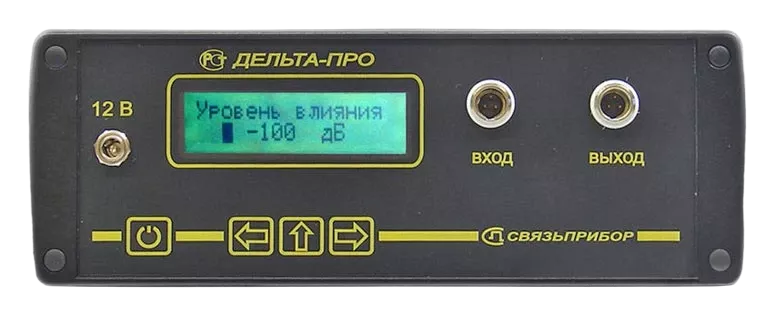 ДЕЛЬТА-ПРО
12 В
Уровень влияния
-100 дБ
ВХОД
ВЫХОД
СВЯЗЬПРИБОР